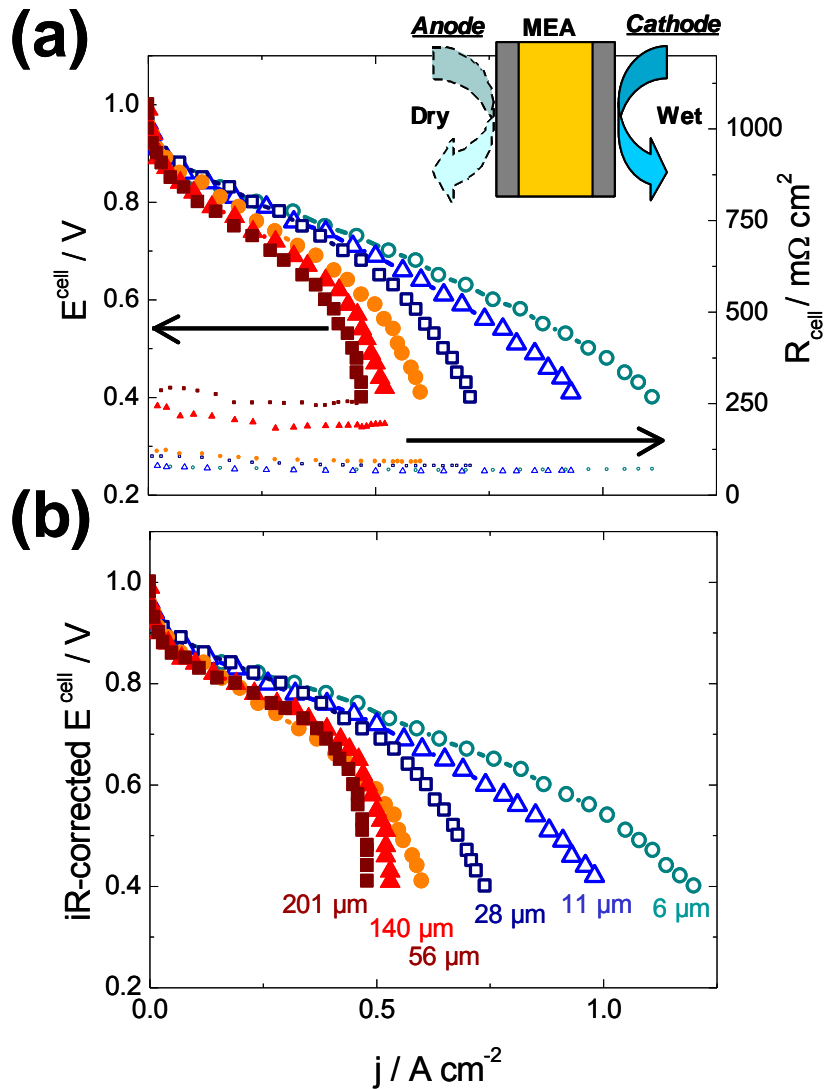 (a)
Anode MEA Cathode
Dry Wet
1.0
0.8
0.6
0.4
0.2
E^cell / V
1000
750
500
250
0
R_cell / mΩ cm²
(b)
1.0
0.8
0.6
0.4
0.2
iR-corrected E^cell / V
201 µm
140 µm
56 µm
28 µm
11 µm
6 µm
0.0 0.5 1.0
j / A cm⁻²